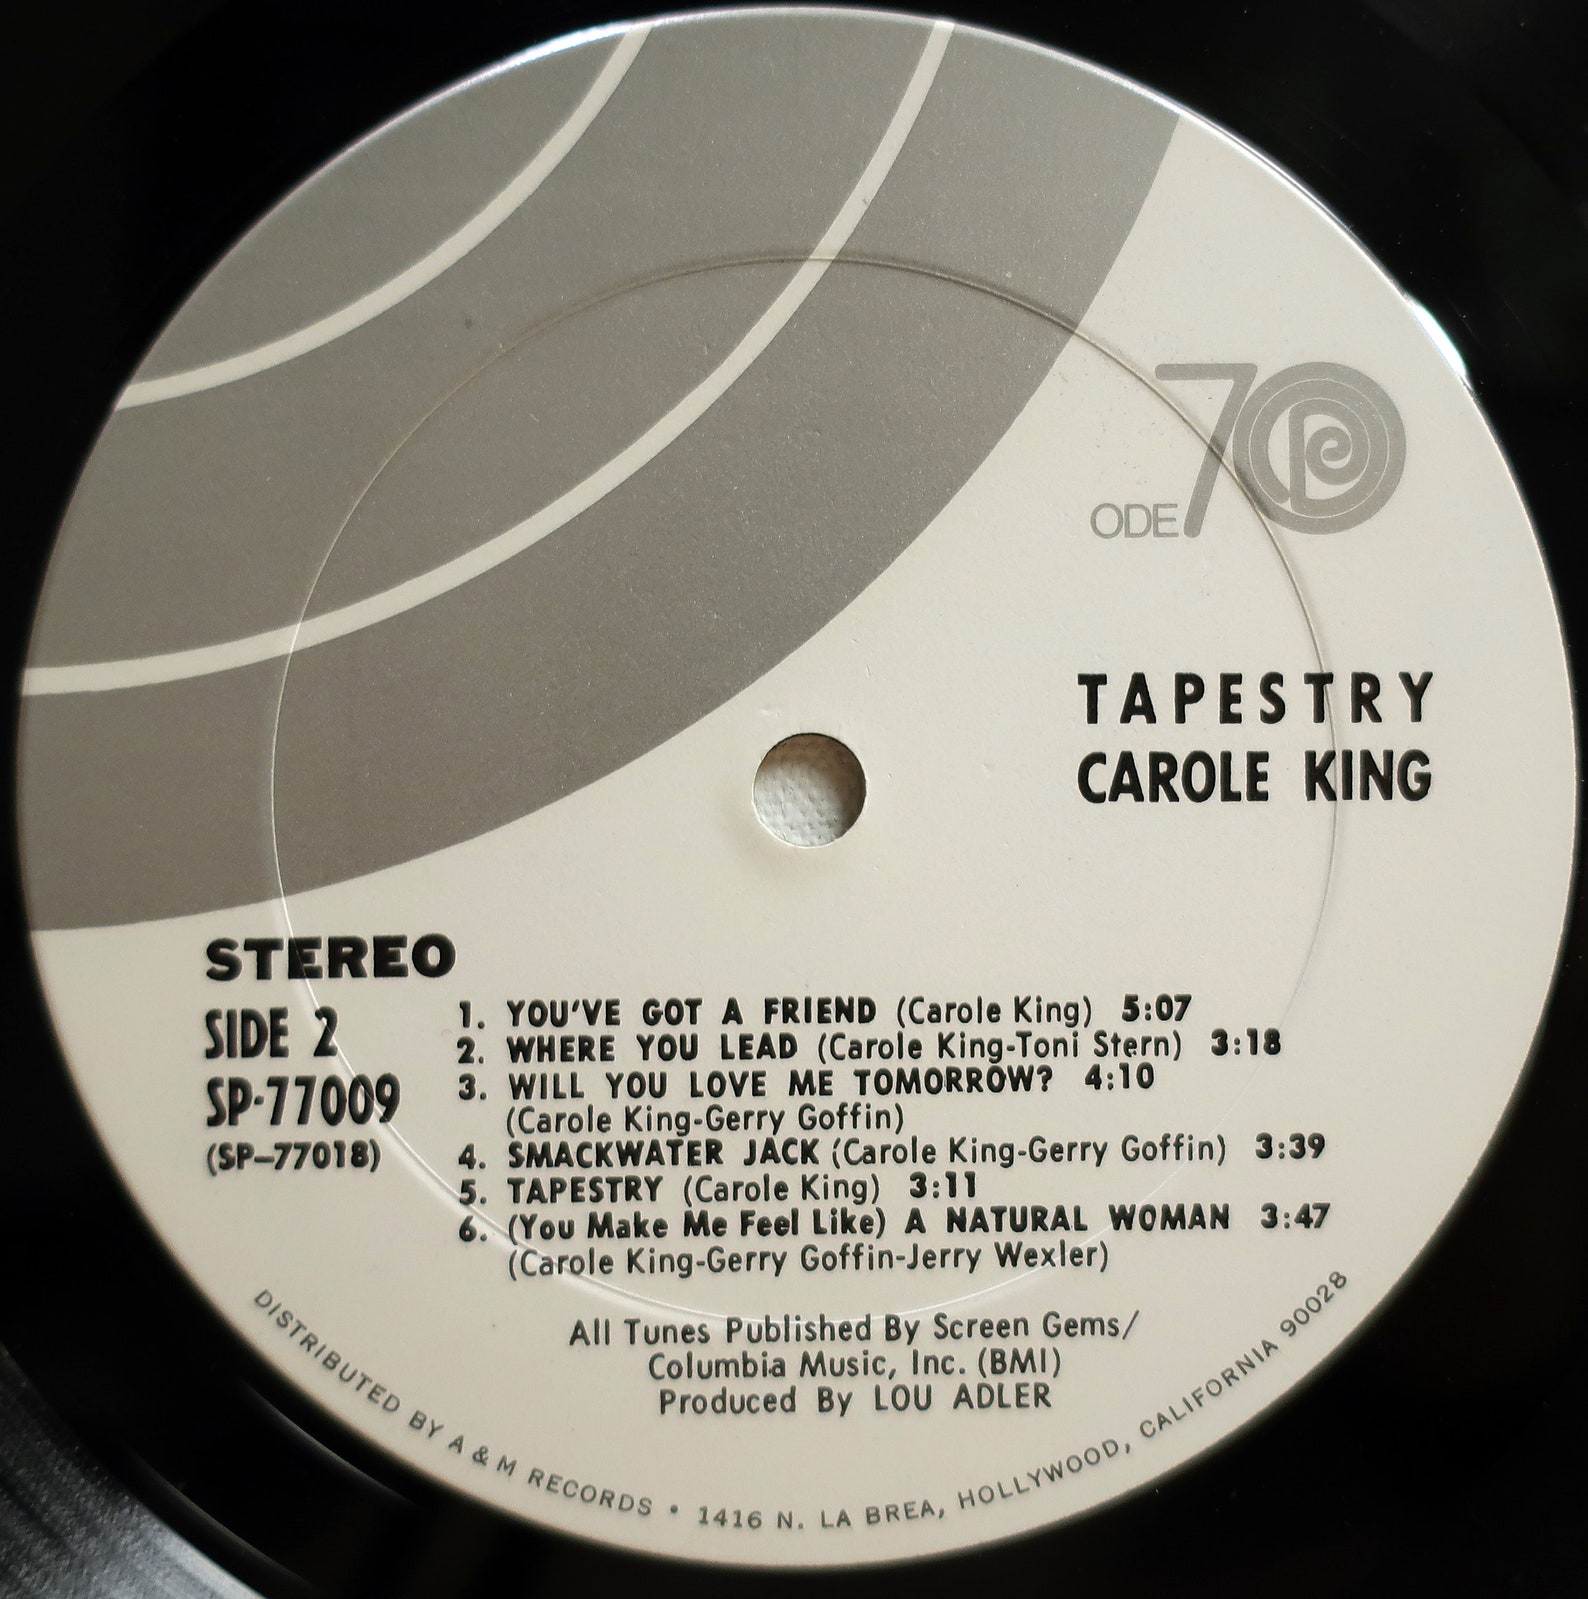 ODE 70
TAPESTRY
CAROLE KING
STEREO
SIDE 2
SP-77009
(SP–77018)
1. YOU'VE GOT A FRIEND (Carole King) 5:07
2. WHERE YOU LEAD (Carole King-Toni Stern) 3:18
3. WILL YOU LOVE ME TOMORROW? 4:10
(Carole King-Gerry Goffin)
4. SMACKWATER JACK (Carole King-Gerry Goffin) 3:39
5. TAPESTRY (Carole King) 3:11
6. (You Make Me Feel Like) A NATURAL WOMAN 3:47
(Carole King-Gerry Goffin-Jerry Wexler)
All Tunes Published By Screen Gems/
Columbia Music, Inc. (BMI)
Produced By LOU ADLER
DISTRIBUTED BY A & M RECORDS • 1416 N. LA BREA, HOLLYWOOD, CALIFORNIA 90028